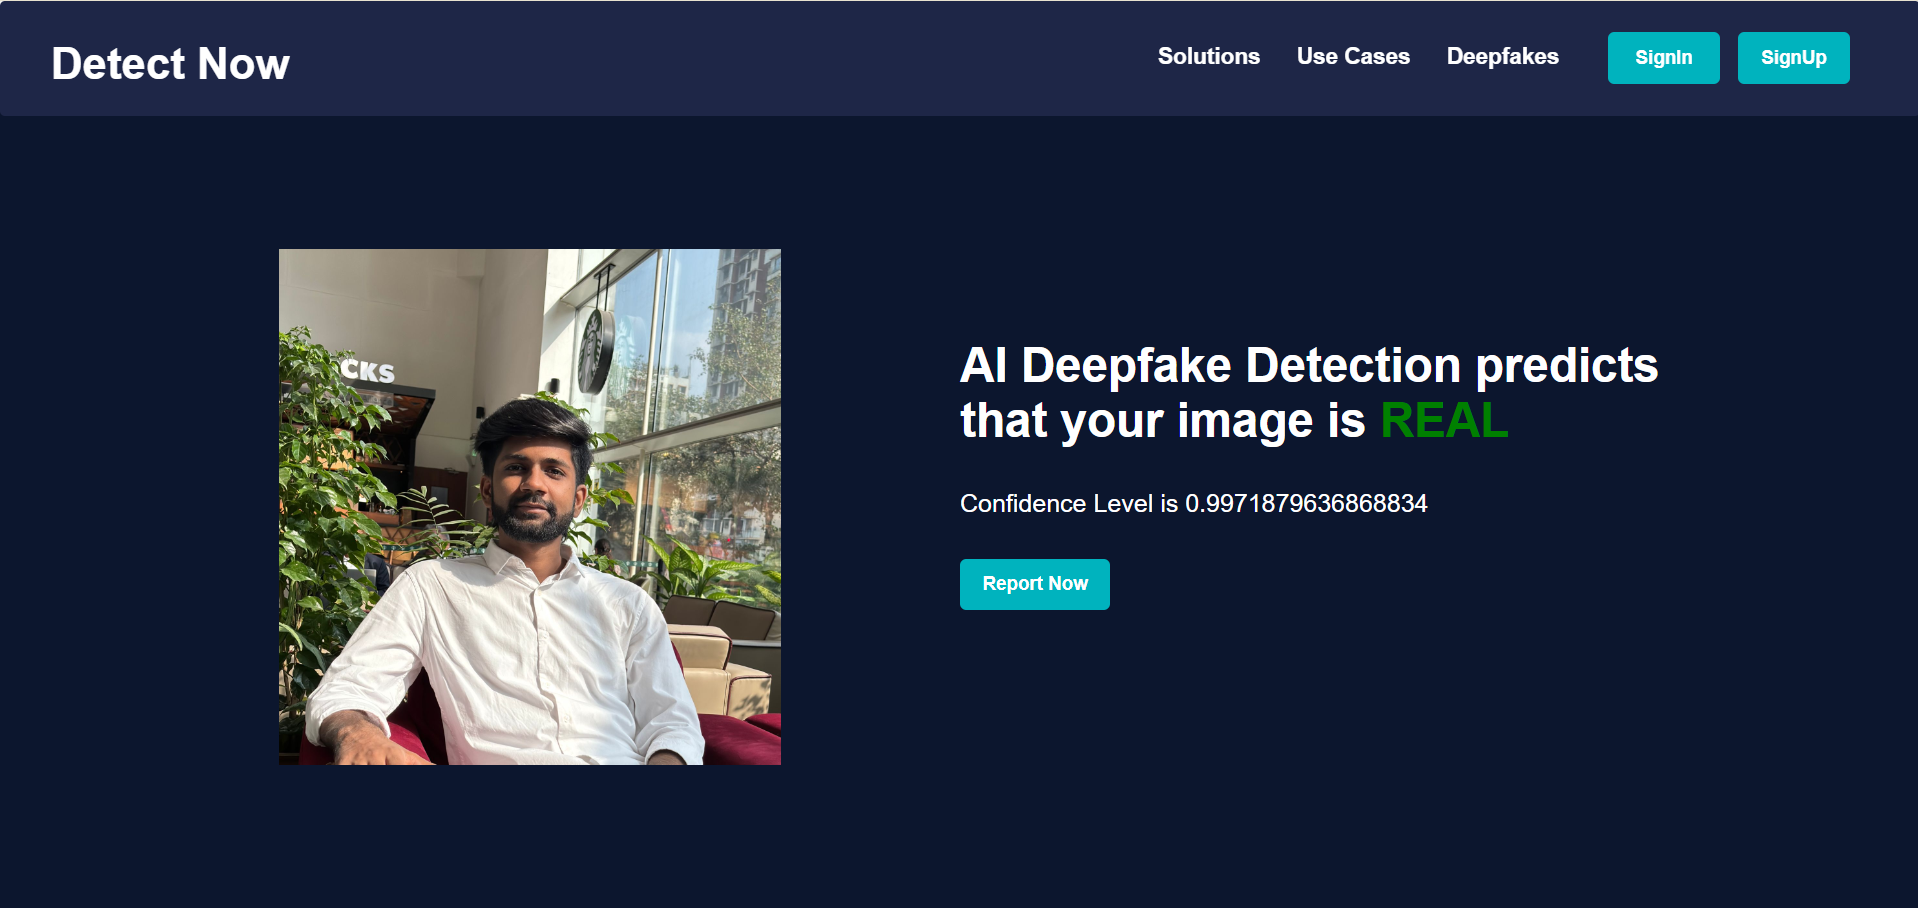 Detect Now
Solutions
Use Cases
Deepfakes
SignIn
SignUp
CKS
AI Deepfake Detection predicts
that your image is REAL
Confidence Level is 0.9971879636868834
Report Now